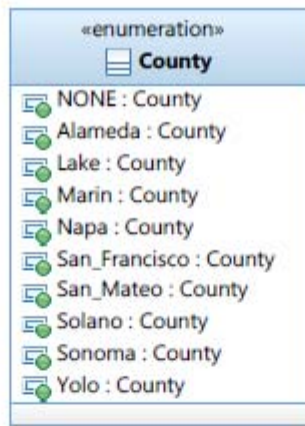 «enumeration»
County
NONE : County
Alameda : County
Lake : County
Marin : County
Napa : County
San_Francisco : County
San_Mateo : County
Solano : County
Sonoma : County
Yolo : County